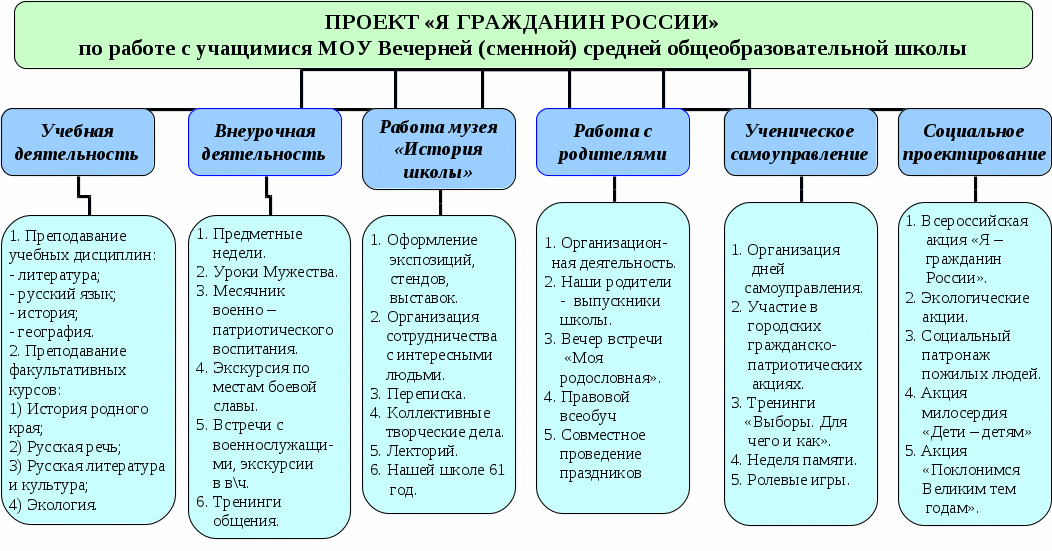 ПРОЕКТ «Я ГРАЖДАНИН РОССИИ»
по работе с учащимися МОУ Вечерней (сменной) средней общеобразовательной школы
Учебная
деятельность
Внеурочная
деятельность
Работа музея
«История
школы»
Работа с
родителями
Ученическое
самоуправление
Социальное
проектирование
1. Преподавание
учебных дисциплин:
- литература;
- русский язык;
- история;
- география.
2. Преподавание
факультативных
курсов:
1) История родного
края;
2) Русская речь;
3) Русская литература
и культура;
4) Экология.
1. Предметные
недели.
2. Уроки Мужества.
3. Месячник
военно –
патриотического
воспитания.
4. Экскурсия по
местам боевой
славы.
5. Встречи с
военнослужащи-
ми, экскурсии
в в\ч.
6. Тренинги
общения.
1. Оформление
экспозиций,
стендов,
выставок.
2. Организация
сотрудничества
с интересными
людьми.
3. Переписка.
4. Коллективные
творческие дела.
5. Лекторий.
6. Нашей школе 61
год.
1. Организацион-
ная деятельность.
2. Наши родители
- выпускники
школы.
3. Вечер встречи
«Моя
родословная».
4. Правовой
всеобуч
5. Совместное
проведение
праздников
1. Организация
дней
самоуправления.
2. Участие в
городских
гражданско-
патриотических
акциях.
3. Тренинги
«Выборы. Для
чего и как».
4. Неделя памяти.
5. Ролевые игры.
1. Всероссийская
акция «Я –
гражданин
России».
2. Экологические
акции.
3. Социальный
патронаж
пожилых людей.
4. Акция
милосердия
«Дети – детям»
5. Акция
«Поклонимся
Великим тем
годам».